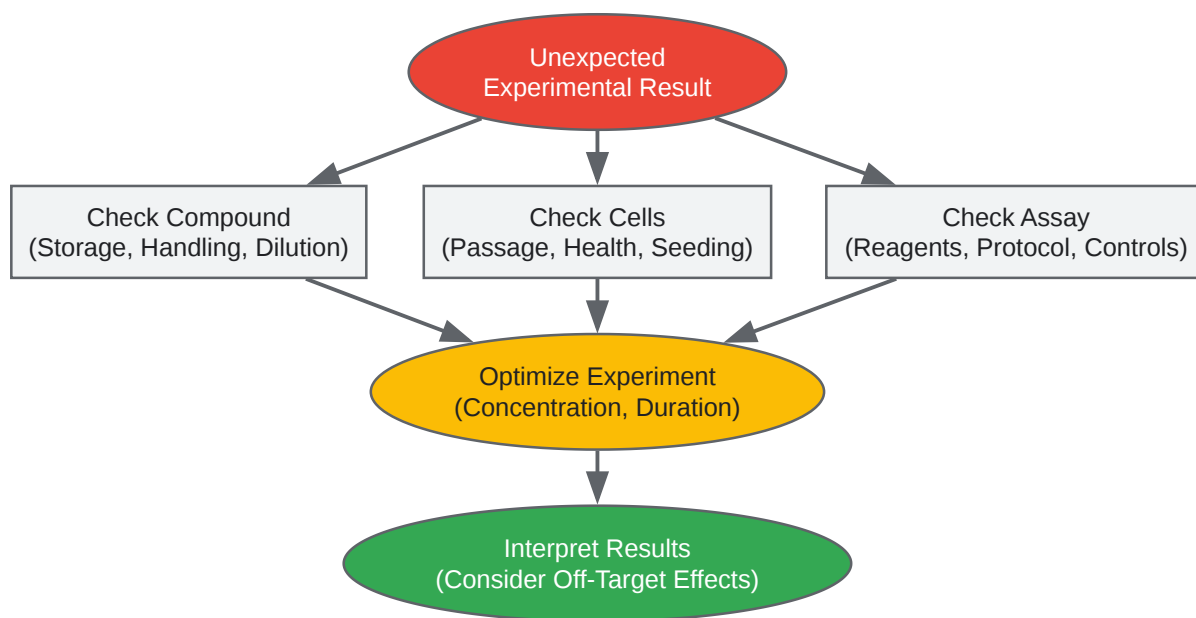 Unexpected
Experimental Result
Check Compound
(Storage, Handling, Dilution)
Check Cells
(Passage, Health, Seeding)
Check Assay
(Reagents, Protocol, Controls)
Optimize Experiment
(Concentration, Duration)
Interpret Results
(Consider Off-Target Effects)